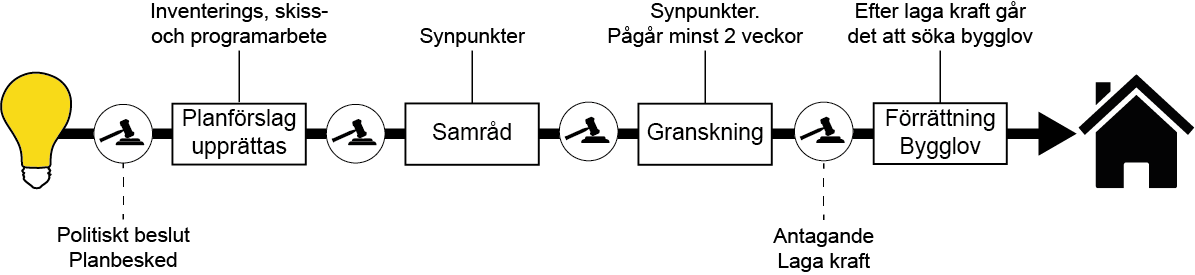 Inventerings, skiss-
och programarbete
Synpunkter
Synpunkter.
Pågår minst 2 veckor
Efter laga kraft går
det att söka bygglov
Planförslag
upprättas
Samråd
Granskning
Förrättning
Bygglov
Politiskt beslut
Planbesked
Antagande
Laga kraft